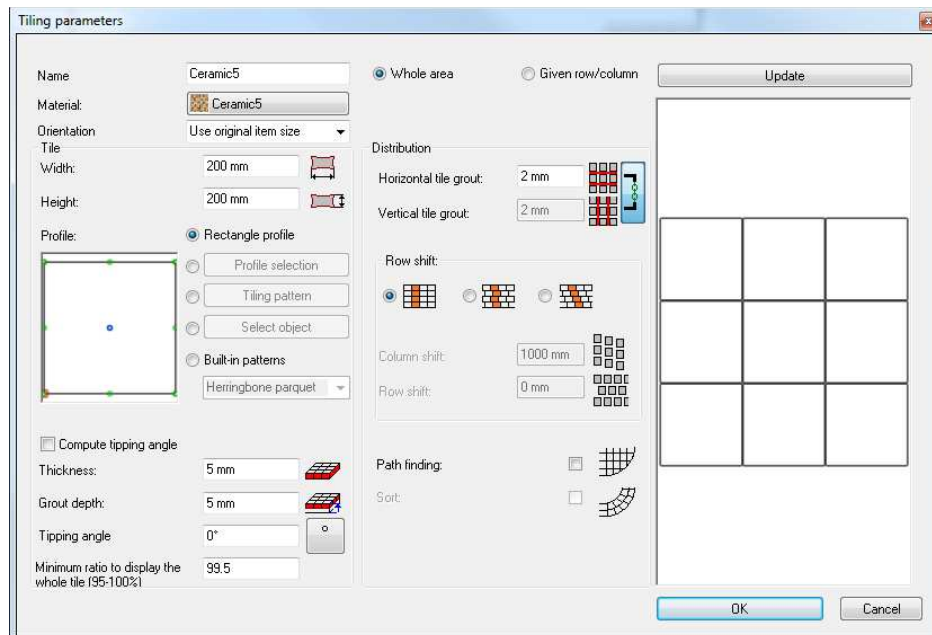 Tiling parameters
Name
Ceramic5
Whole area
Given row/column
Update
Material:
Ceramic5
Orientation
Use original item size
Tile
Width:
200 mm
Height:
200 mm
Profile:
Rectangle profile
Profile selection
Tiling pattern
Select object
Built-in patterns
Herringbone parquet
Compute tipping angle
Thickness:
5 mm
Grout depth:
5 mm
Tipping angle
0°
Minimum ratio to display the
whole tile (95-100%)
99.5
Distribution
Horizontal tile grout:
2 mm
Vertical tile grout:
2 mm
Row shift:
Column shift:
1000 mm
Row shift:
0 mm
Path finding:
Sort:
OK
Cancel